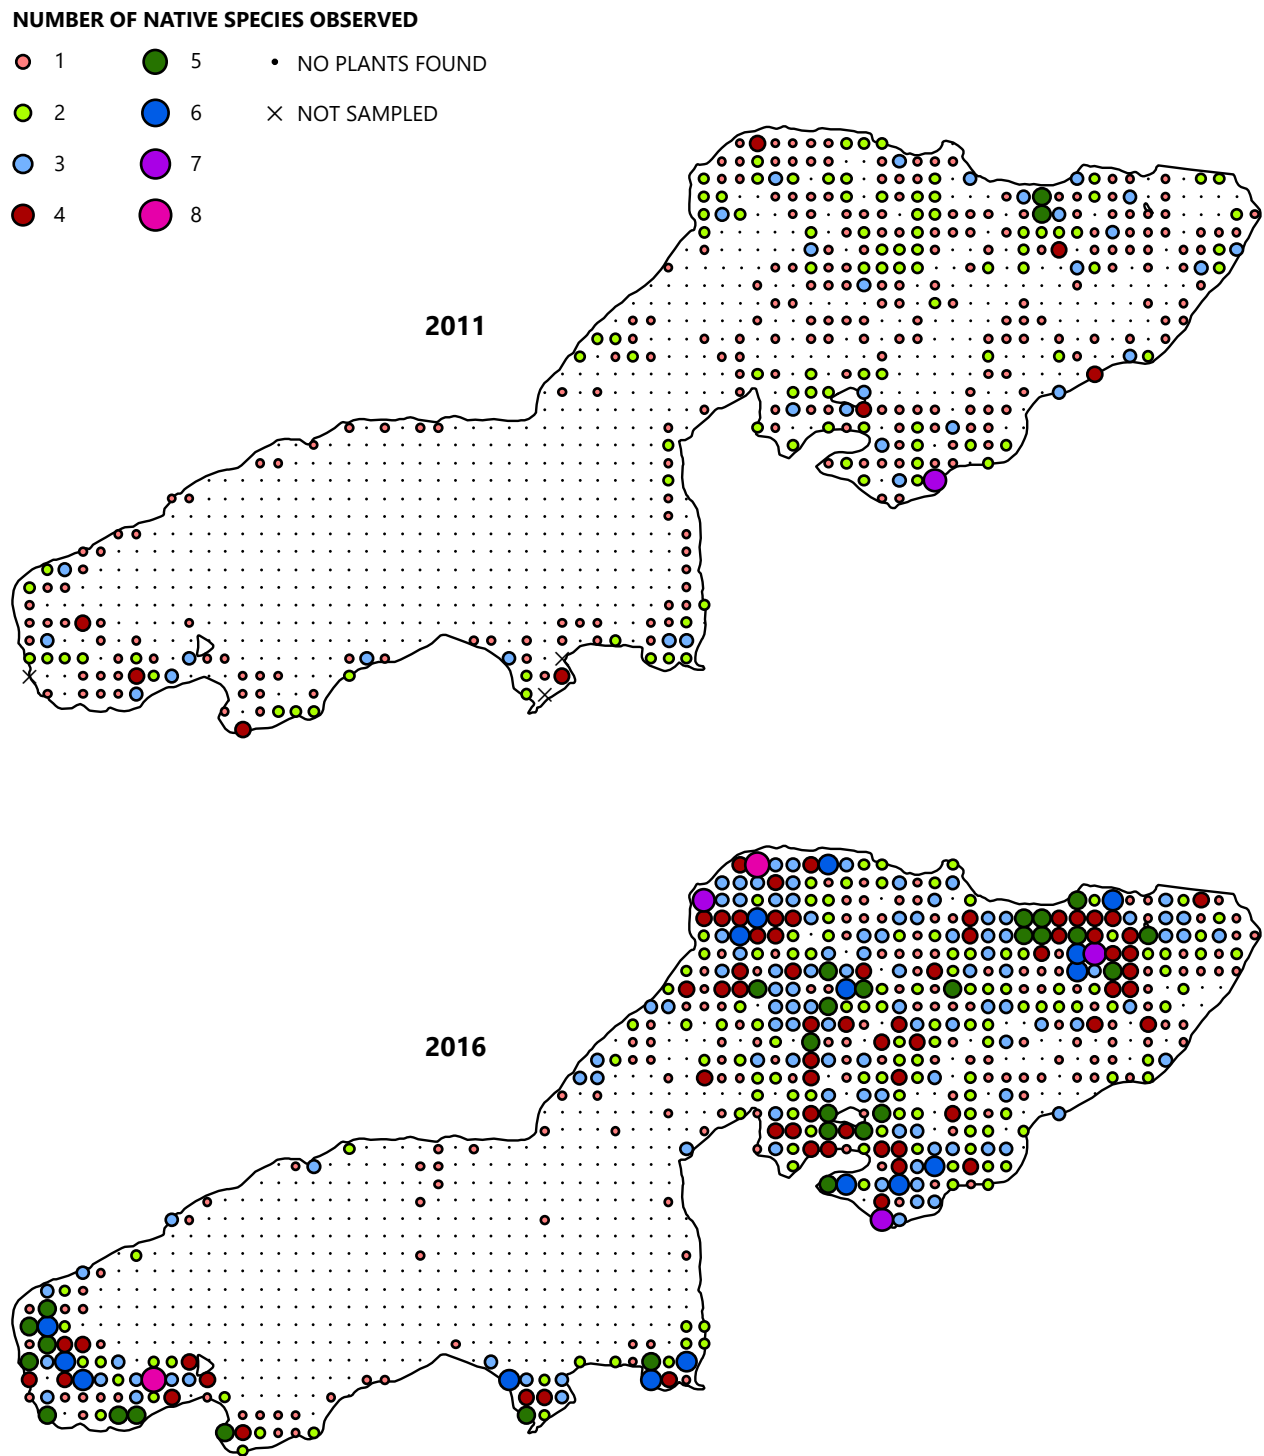 NUMBER OF NATIVE SPECIES OBSERVED
1 5 NO PLANTS FOUND
2 6 NOT SAMPLED
3 7
4 8
2011
2016